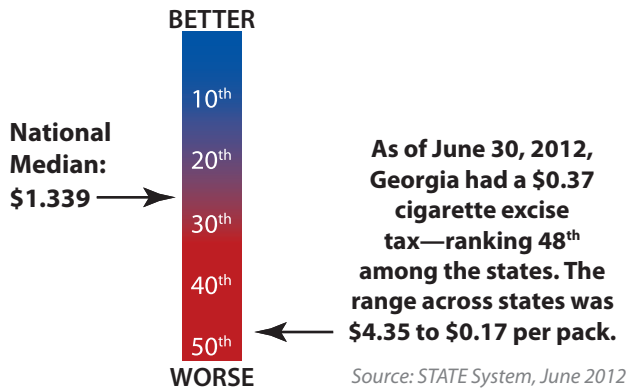 BETTER
10th
20th
30th
40th
50th
WORSE
National
Median:
$1.339
As of June 30, 2012,
Georgia had a $0.37
cigarette excise
tax—ranking 48th
among the states. The
range across states was
$4.35 to $0.17 per pack.
Source: STATE System, June 2012